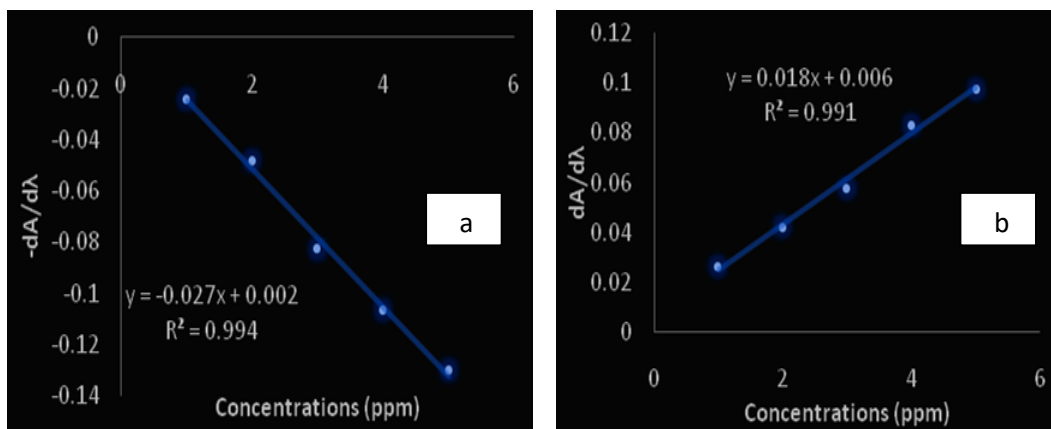 0
-0.02
-0.04
-0.06
-0.08
-0.1
-0.12
-0.14
0 2 4 6
-dA/dλ
a
y = -0.027x + 0.002
R² = 0.994
Concentrations (ppm)
0.12
0.1
0.08
0.06
0.04
0.02
0
0 2 4 6
dA/dλ
y = 0.018x + 0.006
R² = 0.991
b
Concentrations (ppm)